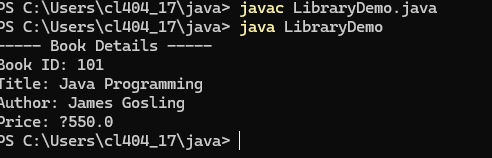 PS C:\Users\cl404_17\java> javac LibraryDemo.java
PS C:\Users\cl404_17\java> java LibraryDemo
----- Book Details -----
Book ID: 101
Title: Java Programming
Author: James Gosling
Price: ?550.0
PS C:\Users\cl404_17\java>